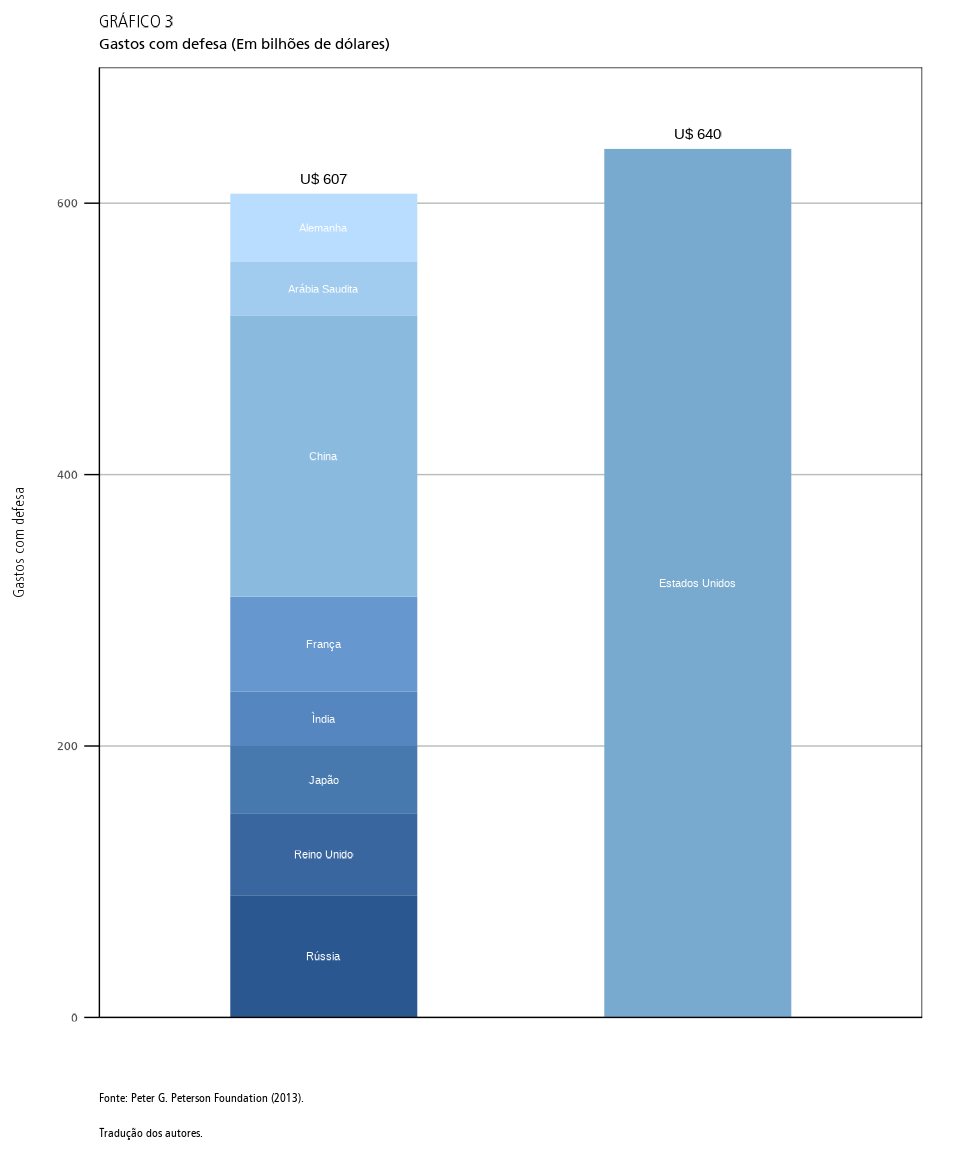 GRÁFICO 3
Gastos com defesa (Em bilhões de dólares)
U$ 640
U$ 607
600
Alemanha
Arábia Saudita
China
400
Gastos com defesa
Estados Unidos
França
Ìndia
200
Japão
Reino Unido
Rússia
0
Fonte: Peter G. Peterson Foundation (2013).
Tradução dos autores.